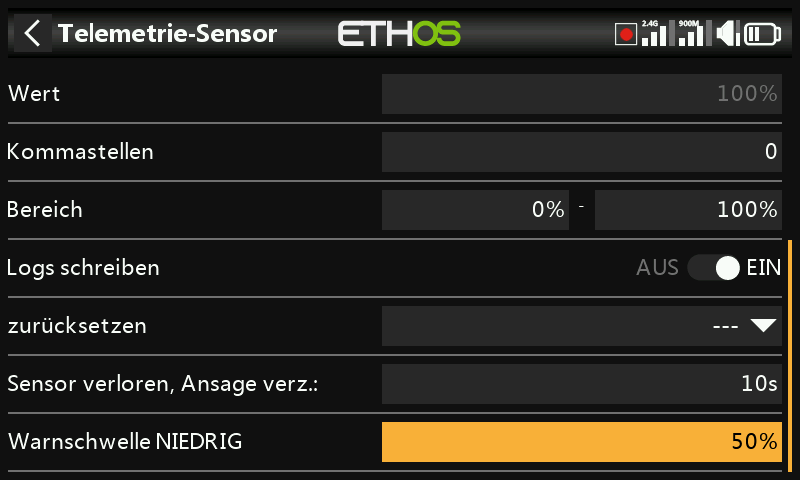 Telemetrie-Sensor ETHOS 2.4G 900M
Wert 100%
Kommastellen 0
Bereich 0% - 100%
Logs schreiben AUS EIN
zurücksetzen ---
Sensor verloren, Ansage verz.: 10s
Warnschwelle NIEDRIG 50%